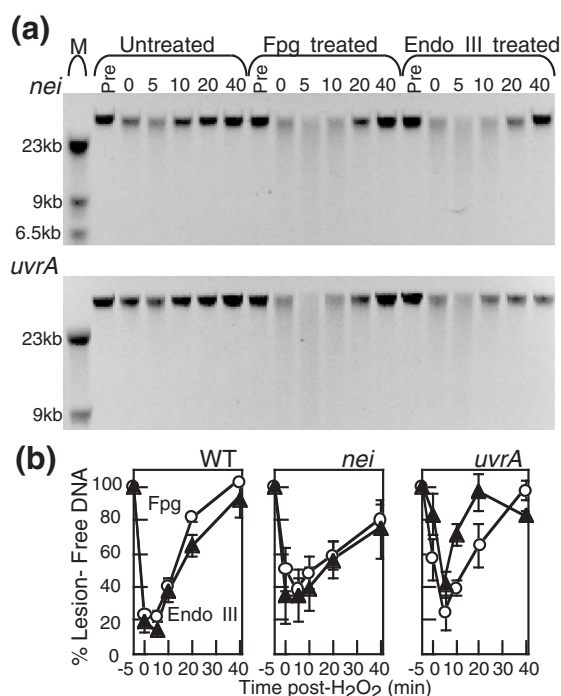 (a)
M Untreated Fpg treated Endo III treated
nei Pre 0 5 10 20 40 Pre 0 5 10 20 40 Pre 0 5 10 20 40
23kb
9kb
6.5kb
uvrA
23kb
9kb
(b) WT nei uvrA
% Lesion- Free DNA
100
80
60
40
20
0
Fpg
Endo III
-5 0 10 20 30 40 -5 0 10 20 30 40 -5 0 10 20 30 40
Time post-H₂O₂ (min)